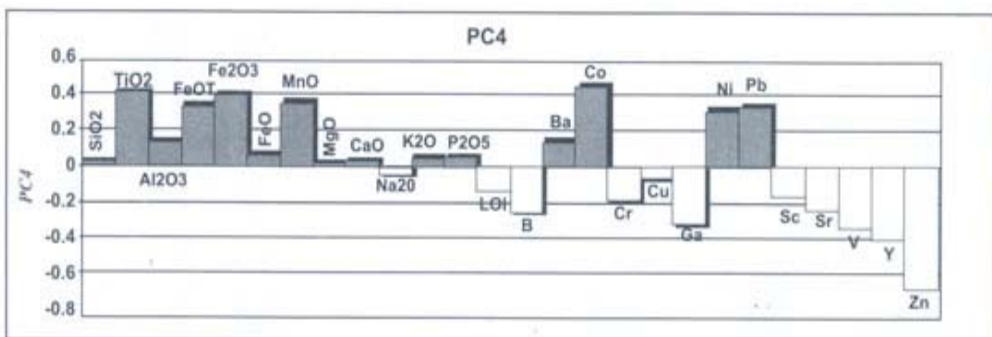 PC4
0.6
0.4
0.2
0
-0.2
-0.4
-0.6
-0.8
PC4
SiO2
TiO2
Al2O3
FeOT
Fe2O3
FeO
MnO
MgO
CaO
Na20
K2O
P2O5
LOI
B
Ba
Co
Cr
Cu
Ga
Ni
Pb
Sc
Sr
V
Y
Zn